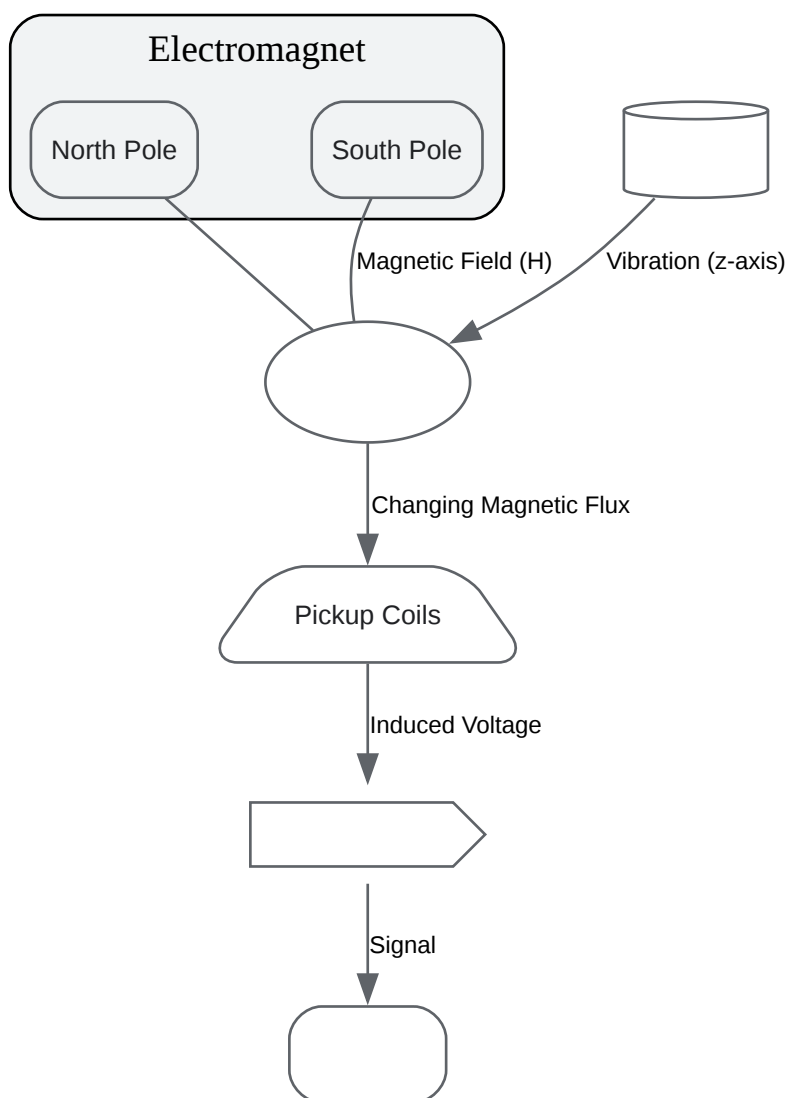 Electromagnet
North Pole
South Pole
Magnetic Field (H)
Vibration (z-axis)
Changing Magnetic Flux
Pickup Coils
Induced Voltage
Signal